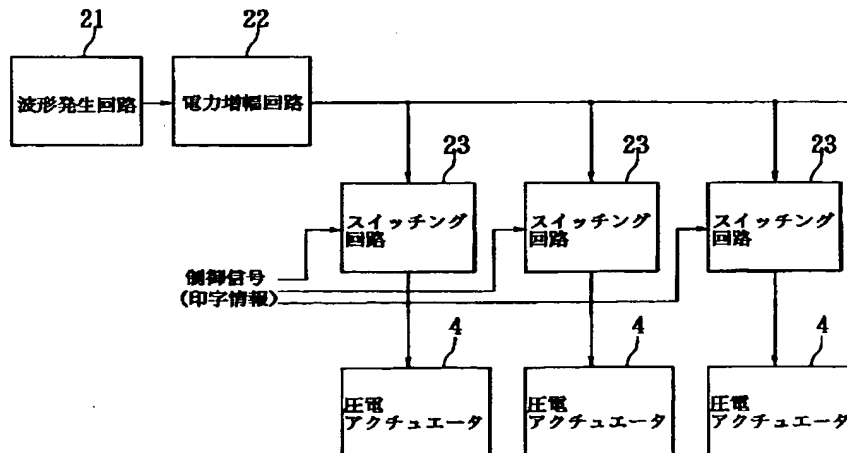 21
22
波形発生回路
電力増幅回路
23
23
23
スイッチング
回路
スイッチング
回路
スイッチング
回路
制御信号
(印字情報)
4
4
4
圧電
アクチュエータ
圧電
アクチュエータ
圧電
アクチュエータ